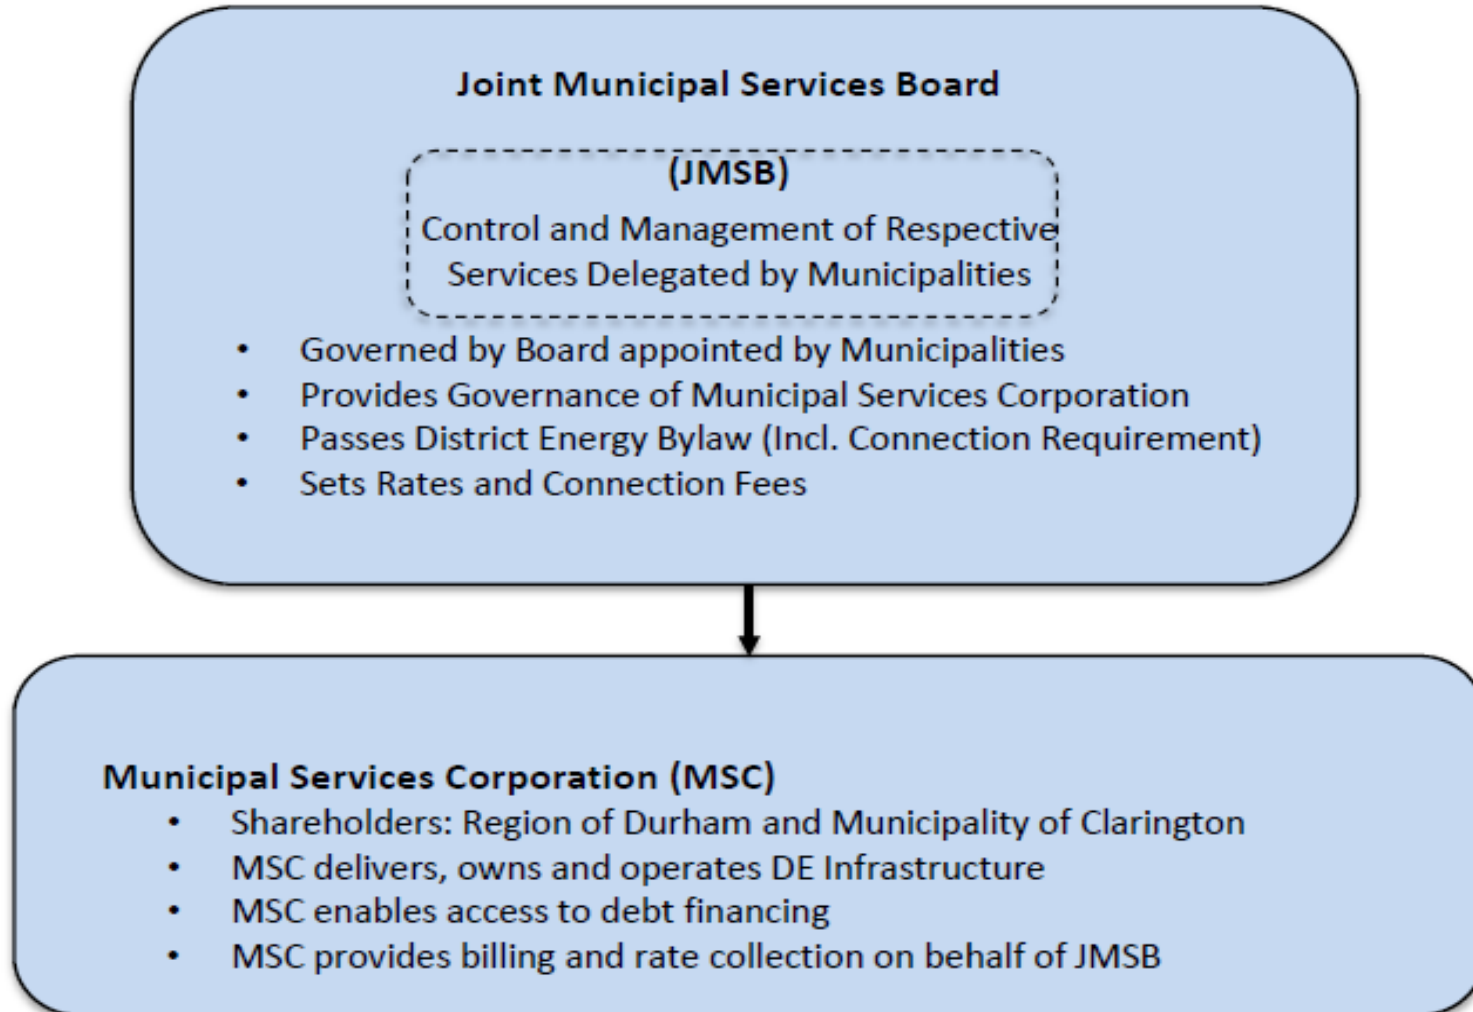 Joint Municipal Services Board
(JMSB)
Control and Management of Respective
Services Delegated by Municipalities
• Governed by Board appointed by Municipalities
• Provides Governance of Municipal Services Corporation
• Passes District Energy Bylaw (Incl. Connection Requirement)
• Sets Rates and Connection Fees
Municipal Services Corporation (MSC)
• Shareholders: Region of Durham and Municipality of Clarington
• MSC delivers, owns and operates DE Infrastructure
• MSC enables access to debt financing
• MSC provides billing and rate collection on behalf of JMSB